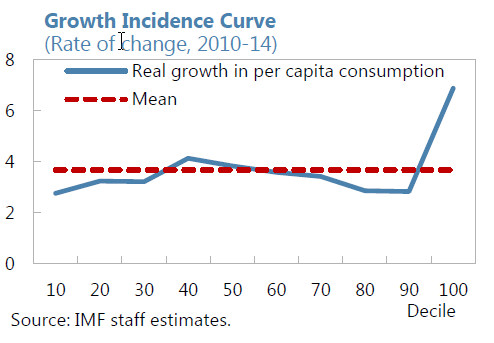 Growth Incidence Curve
(Rate of change, 2010-14)
8
Real growth in per capita consumption
Mean
6
4
2
0
10 20 30 40 50 60 70 80 90 100
Decile
Source: IMF staff estimates.